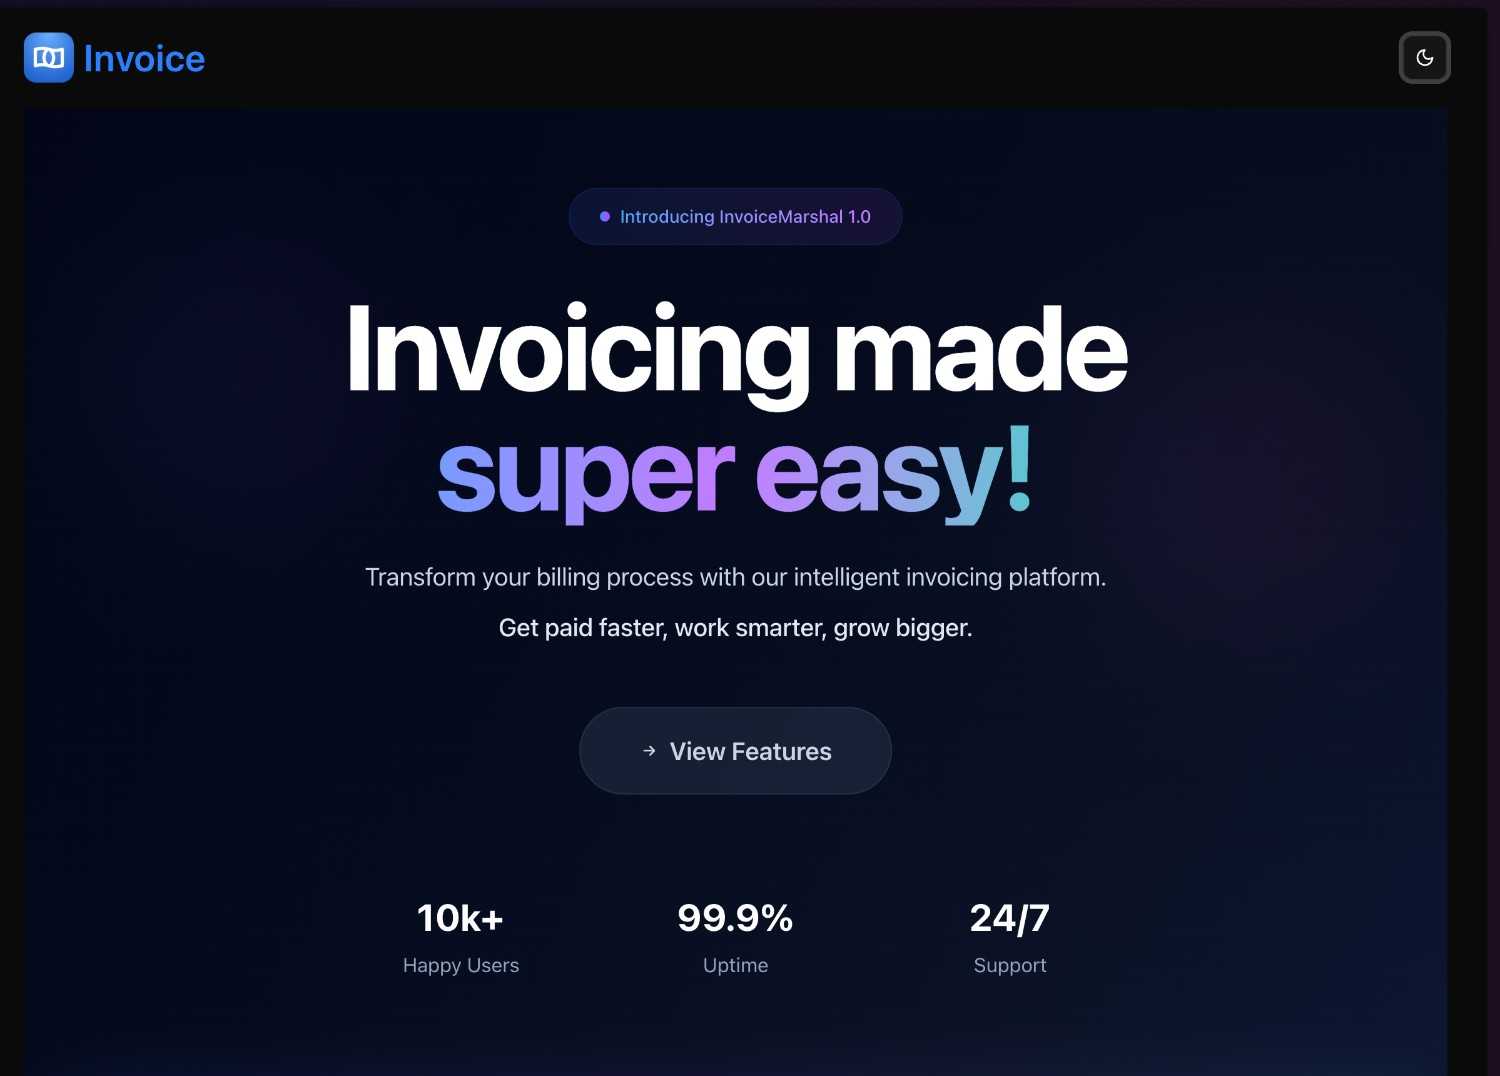 Invoice
Introducing InvoiceMarshal 1.0
Invoicing made
super easy!
Transform your billing process with our intelligent invoicing platform.
Get paid faster, work smarter, grow bigger.
→ View Features
10k+ 99.9% 24/7
Happy Users Uptime Support